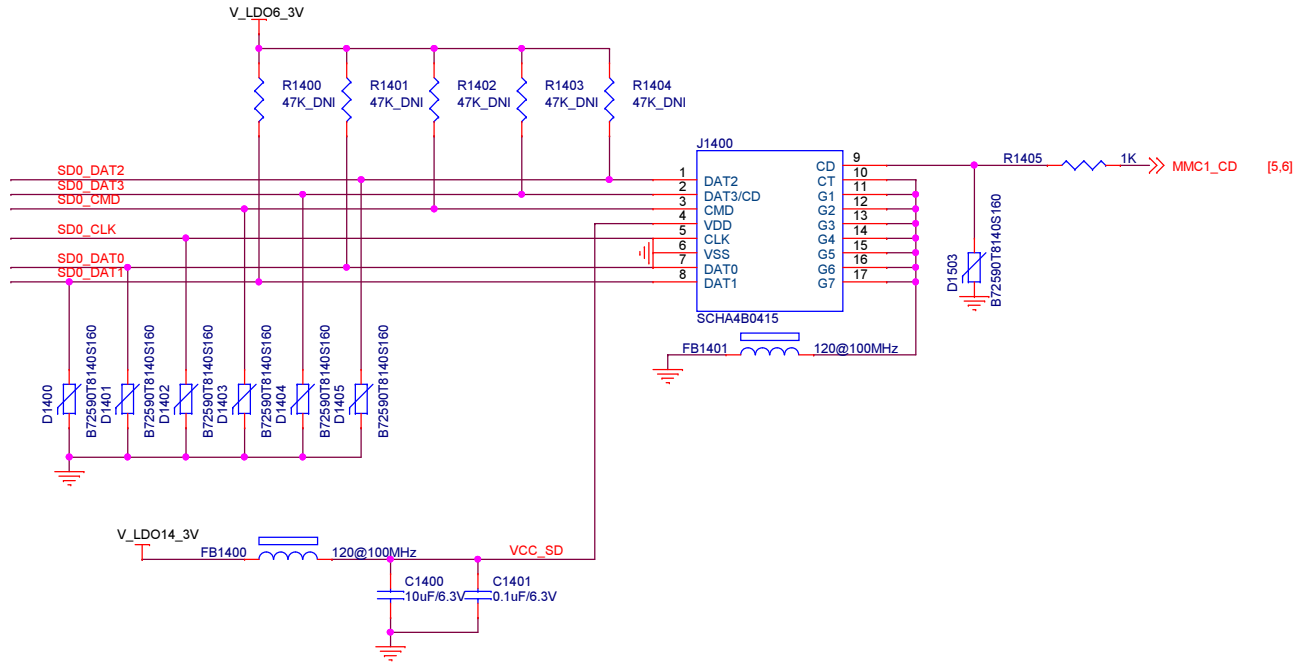 V_LDO6_3V
R1400
47K_DNI
R1401
47K_DNI
R1402
47K_DNI
R1403
47K_DNI
R1404
47K_DNI
SD0_DAT2
SD0_DAT3
SD0_CMD
SD0_CLK
SD0_DAT0
SD0_DAT1
J1400
1 DAT2
2 DAT3/CD
3 CMD
4 VDD
5 CLK
6 VSS
7 DAT0
8 DAT1
CD 9
CT 10
G1 11
G2 12
G3 13
G4 14
G5 15
G6 16
G7 17
SCHA4B0415
R1405 1K
MMC1_CD [5,6]
D1503
B72590T8140S160
FB1401 120@100MHz
D1400
B72590T8140S160
D1401
B72590T8140S160
D1402
B72590T8140S160
D1403
B72590T8140S160
D1404
B72590T8140S160
D1405
B72590T8140S160
V_LDO14_3V
FB1400 120@100MHz
VCC_SD
C1400
10uF/6.3V
C1401
0.1uF/6.3V